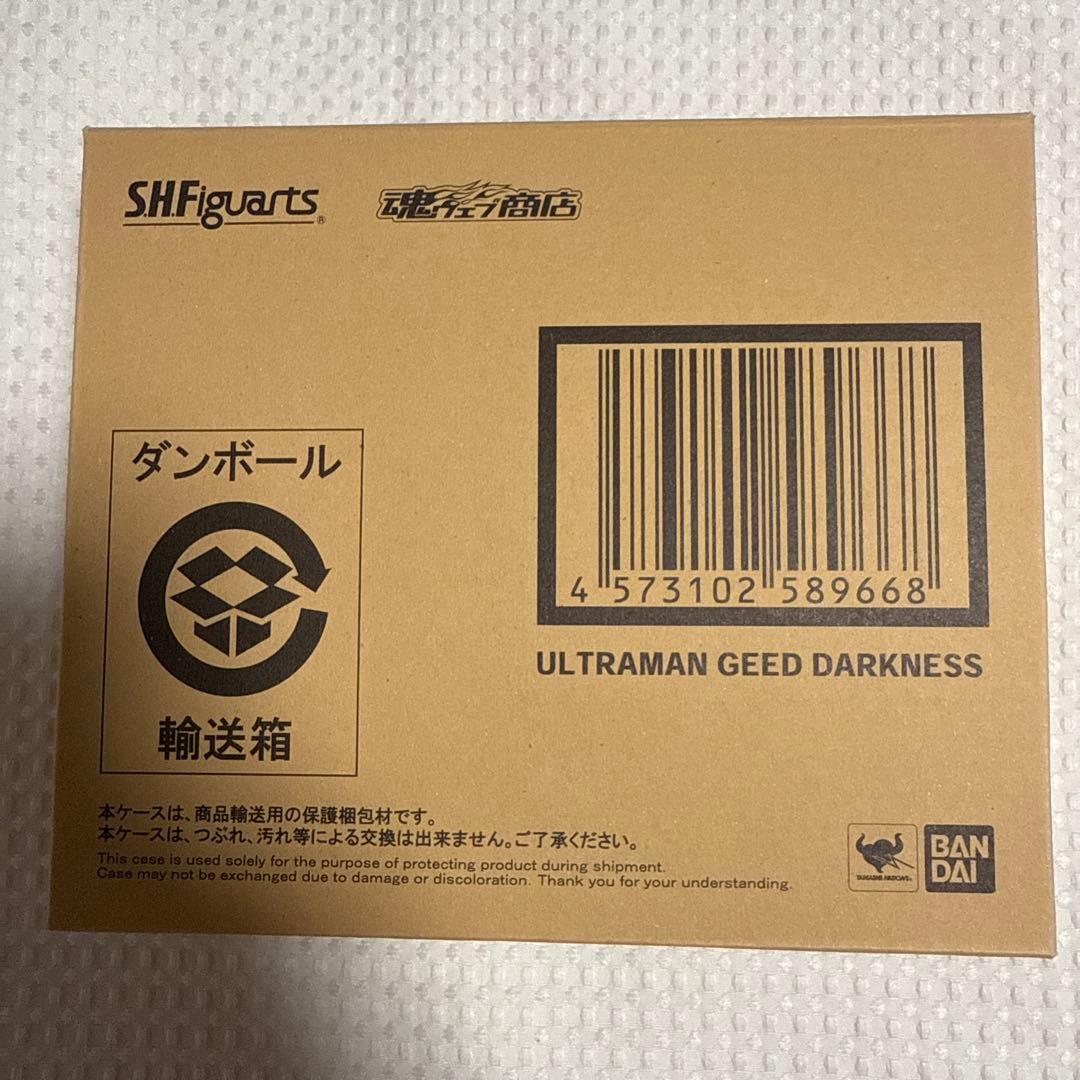 S.H.Figuarts®
魂ウェブ商店
4 573102 589668
ULTRAMAN GEED DARKNESS
ダンボール
輸送箱
本ケースは、商品輸送用の保護梱包材です。
本ケースは、つぶれ、汚れ等による交換は出来ません。ご了承ください。
This case is used solely for the purpose of protecting product during shipment.
Case may not be exchanged due to damage or discoloration. Thank you for your understanding.
TAMASHII NATIONS
BAN
DAI